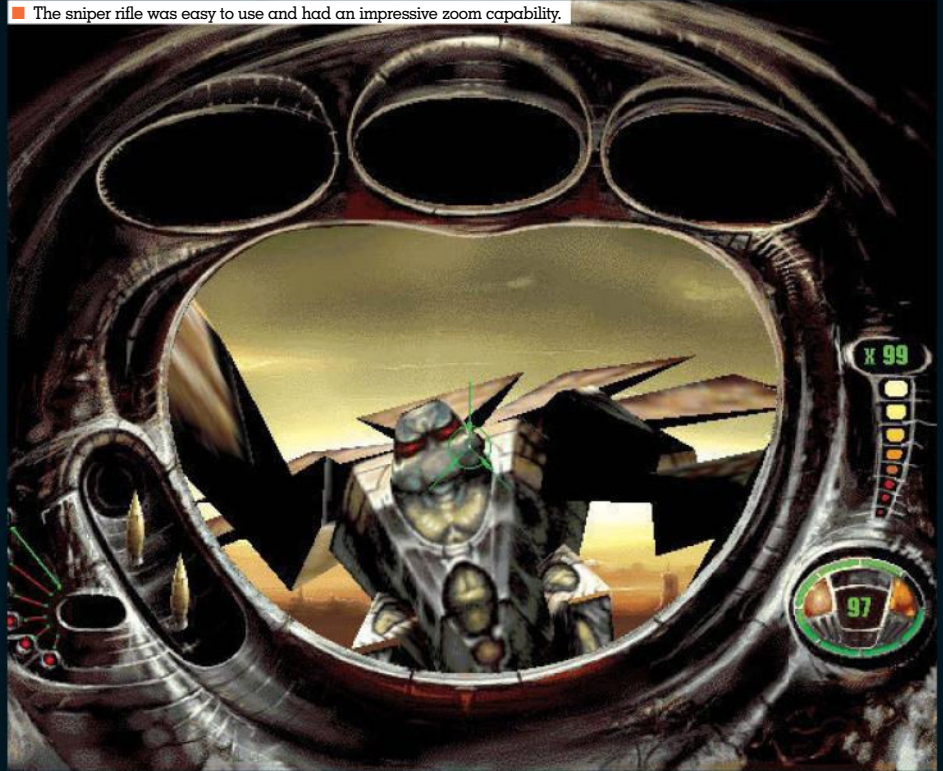 The sniper rifle was easy to use and had an impressive zoom capability.
X 99
97